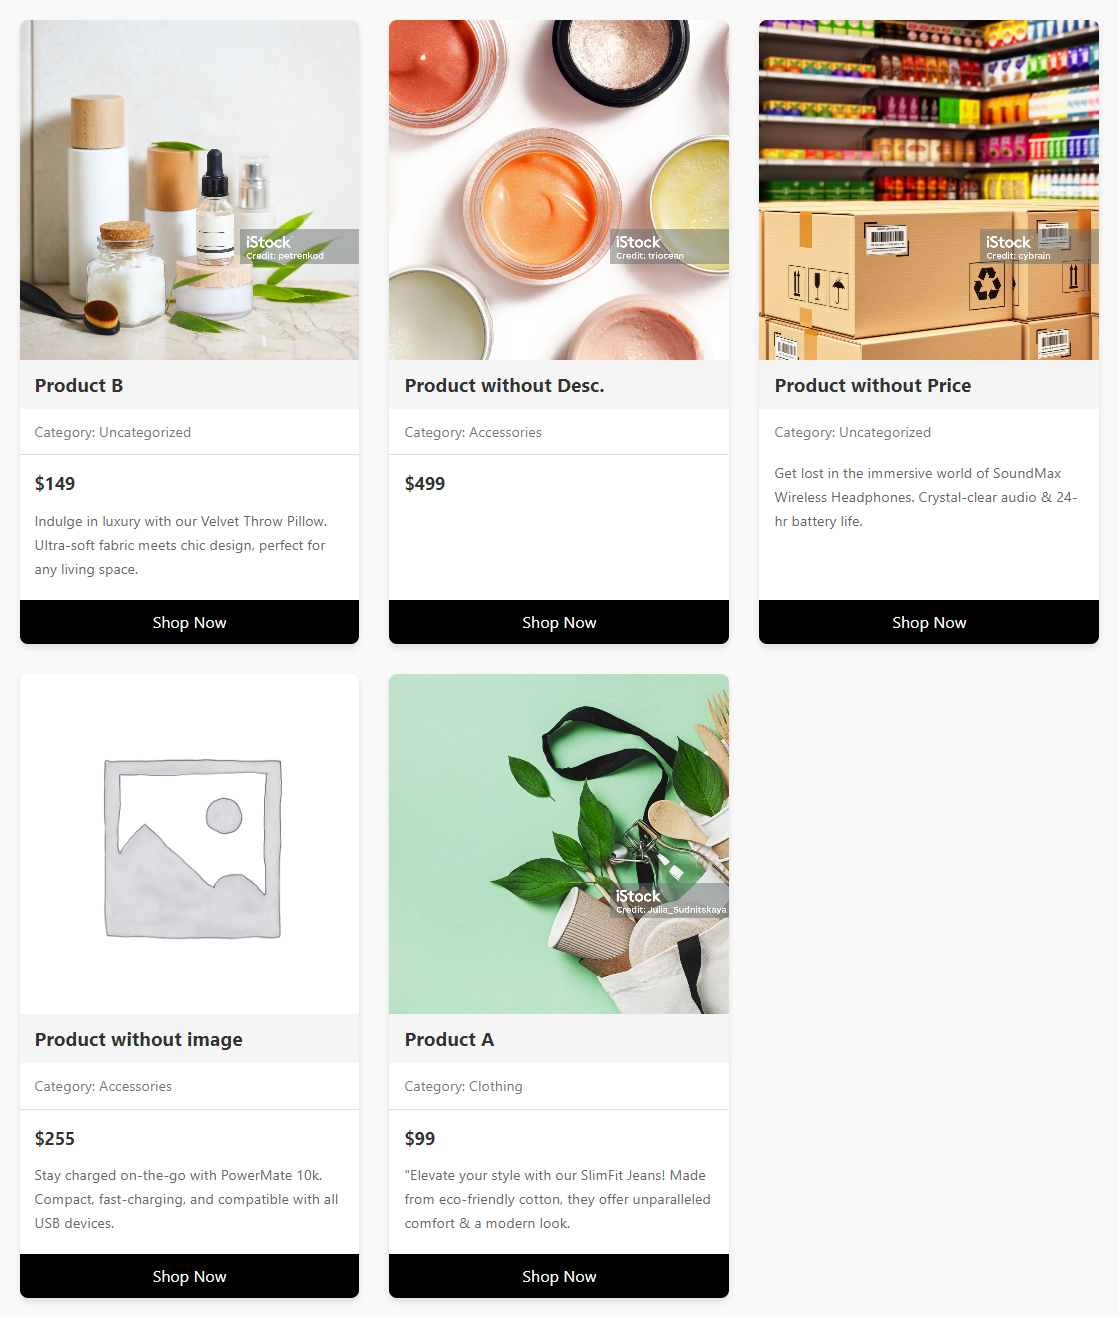 iStock
Credit: petrenkod
Product B
Category: Uncategorized
$149
Indulge in luxury with our Velvet Throw Pillow.
Ultra-soft fabric meets chic design, perfect for
any living space.
Shop Now
iStock
Credit: triocean
Product without Desc.
Category: Accessories
$499
Shop Now
iStock
Credit: cybrain
Product without Price
Category: Uncategorized
Get lost in the immersive world of SoundMax
Wireless Headphones. Crystal-clear audio & 24-
hr battery life.
Shop Now
Product without image
Category: Accessories
$255
Stay charged on-the-go with PowerMate 10k.
Compact, fast-charging, and compatible with all
USB devices.
Shop Now
iStock
Credit: Julia_Sudnitskaya
Product A
Category: Clothing
$99
"Elevate your style with our SlimFit Jeans! Made
from eco-friendly cotton, they offer unparalleled
comfort & a modern look.
Shop Now